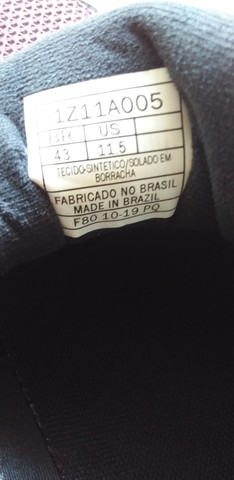 1Z11A005
BR US
43 11.5
TECIDO-SINTETICO/SOLADO EM
BORRACHA
FABRICADO NO BRASIL
MADE IN BRAZIL
F80 10-19 PQ